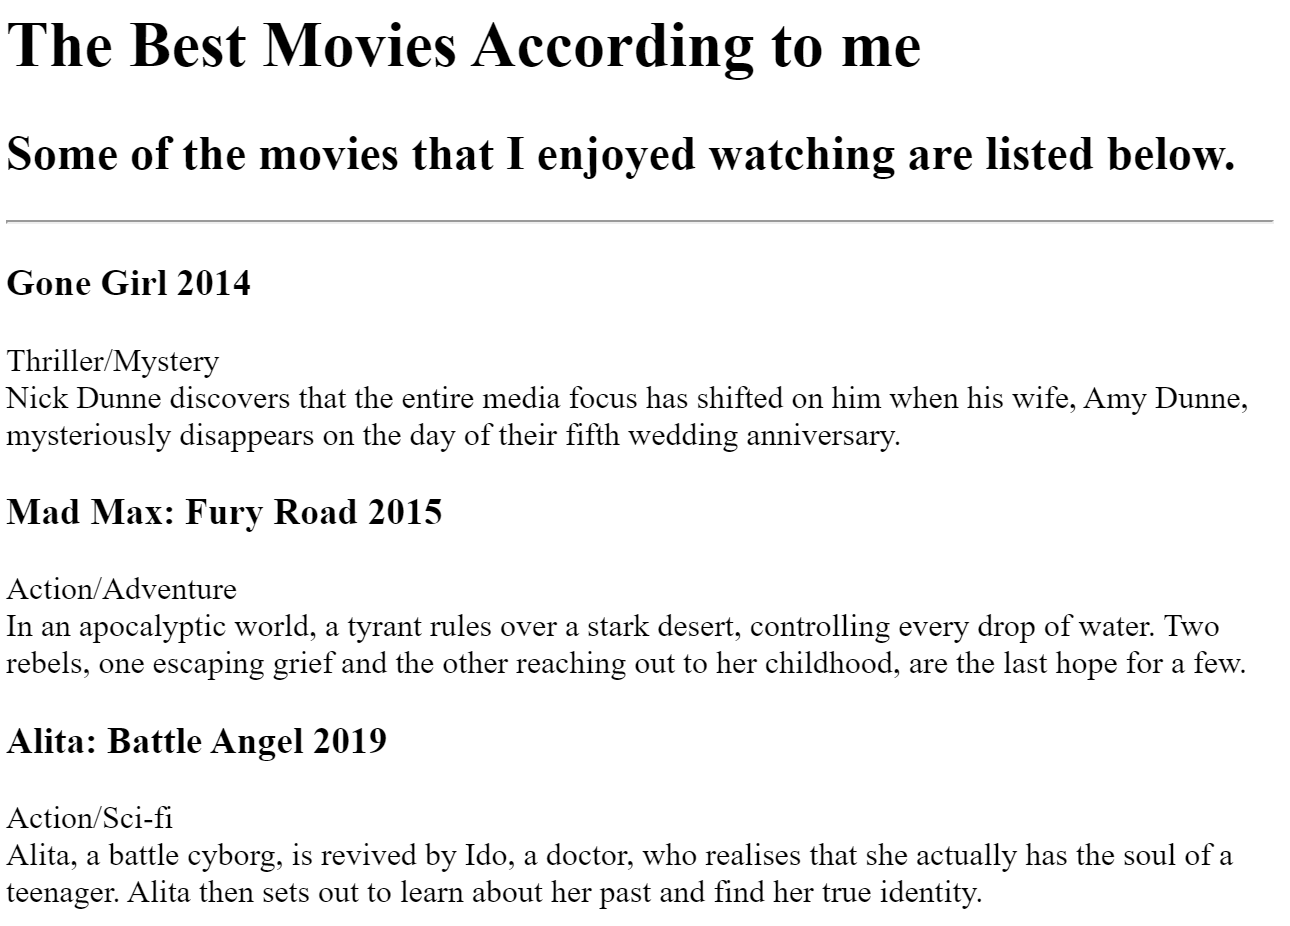 The Best Movies According to me
Some of the movies that I enjoyed watching are listed below.
Gone Girl 2014
Thriller/Mystery
Nick Dunne discovers that the entire media focus has shifted on him when his wife, Amy Dunne,
mysteriously disappears on the day of their fifth wedding anniversary.
Mad Max: Fury Road 2015
Action/Adventure
In an apocalyptic world, a tyrant rules over a stark desert, controlling every drop of water. Two
rebels, one escaping grief and the other reaching out to her childhood, are the last hope for a few.
Alita: Battle Angel 2019
Action/Sci-fi
Alita, a battle cyborg, is revived by Ido, a doctor, who realises that she actually has the soul of a
teenager. Alita then sets out to learn about her past and find her true identity.